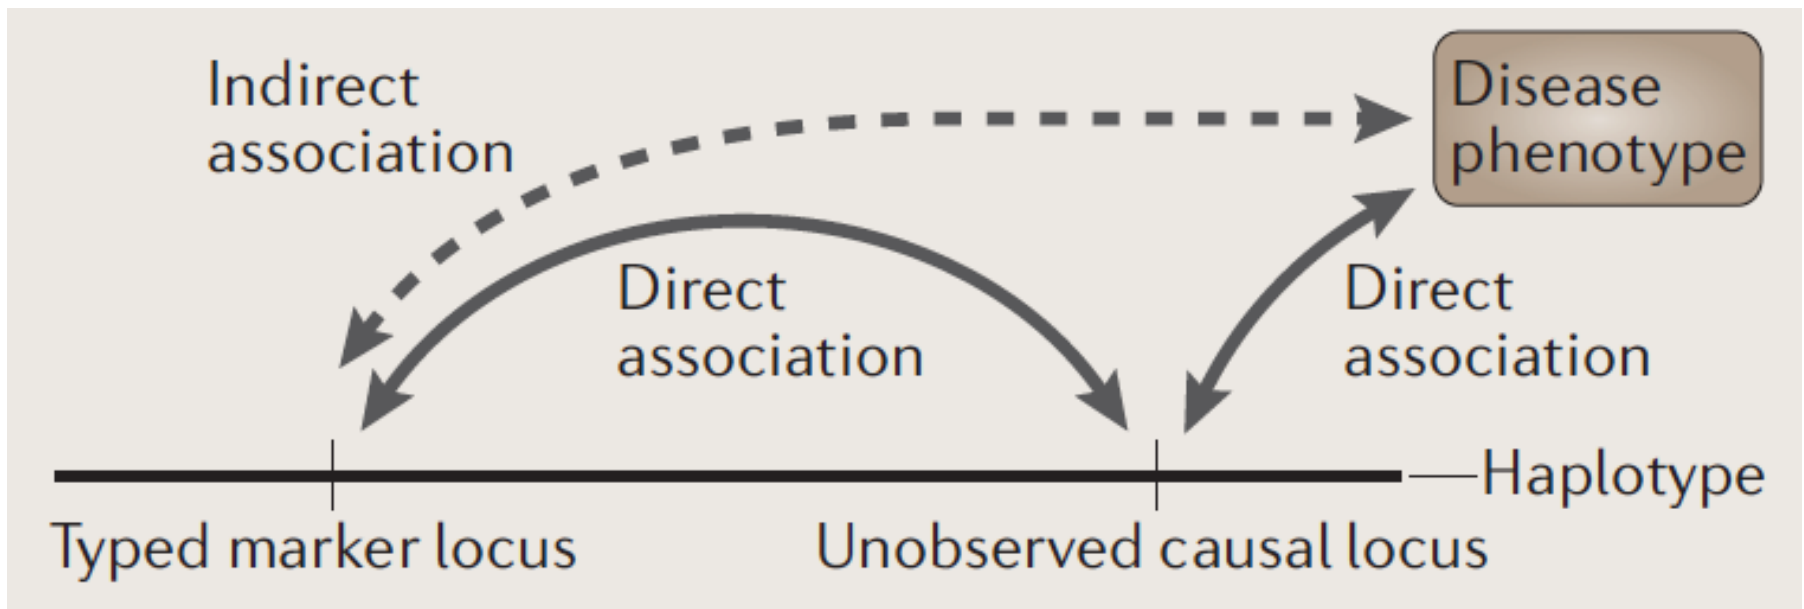 Indirect
association
Disease
phenotype
Direct
association
Direct
association
Haplotype
Typed marker locus
Unobserved causal locus